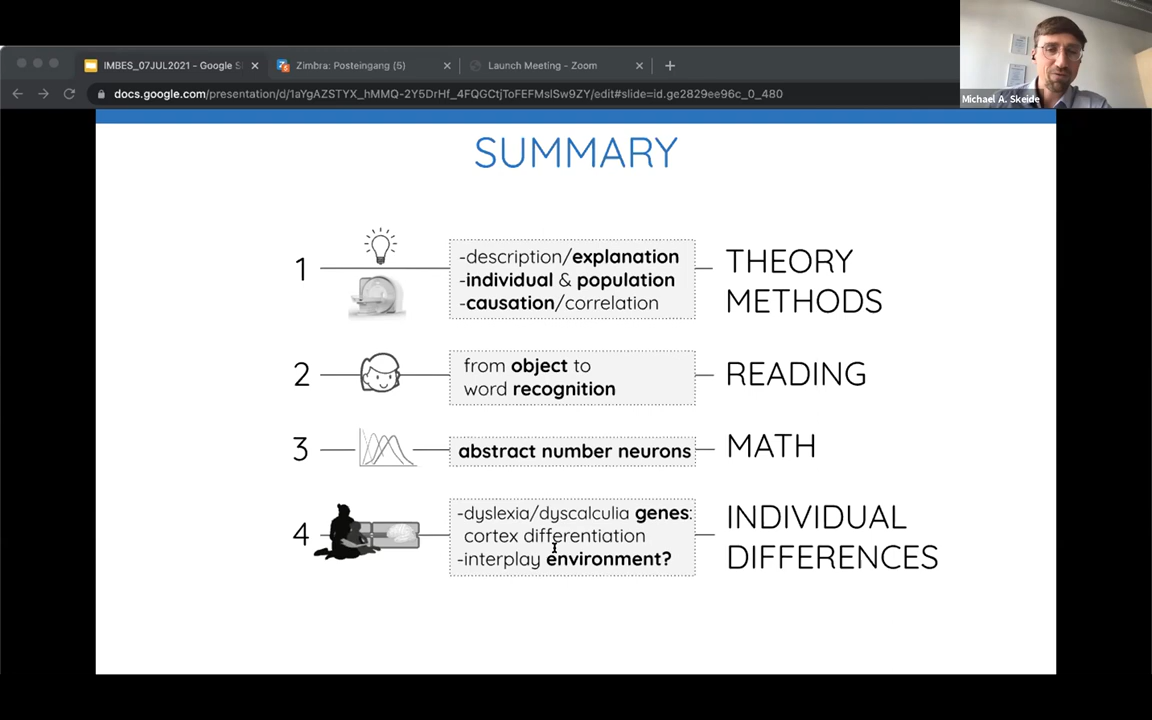 IMBES_07JUL2021 - Google S
Zimbra: Posteingang (5)
Launch Meeting - Zoom
docs.google.com/presentation/d/1aYgAZSTYX_hMMQ-2Y5DrHf_4FQGCtjToFEFMslSw9ZY/edit#slide=id.ge2829ee96c_0_480
Michael A. Skeide
SUMMARY
1
-description/explanation
-individual & population
-causation/correlation
THEORY
METHODS
2
from object to
word recognition
READING
3
abstract number neurons
MATH
4
-dyslexia/dyscalculia genes:
cortex differentiation
-interplay environment?
INDIVIDUAL
DIFFERENCES